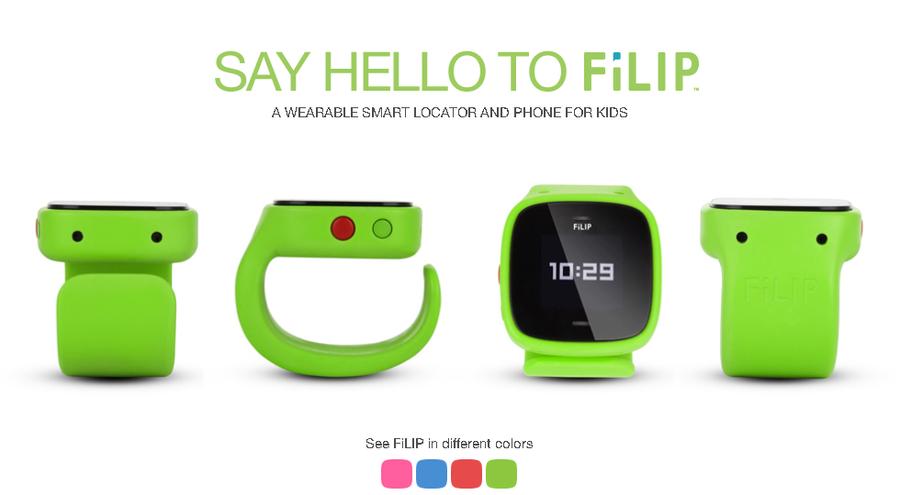 SAY HELLO TO FiLIP™
A WEARABLE SMART LOCATOR AND PHONE FOR KIDS
FiLIP
10:29
FiLIP
See FiLIP in different colors